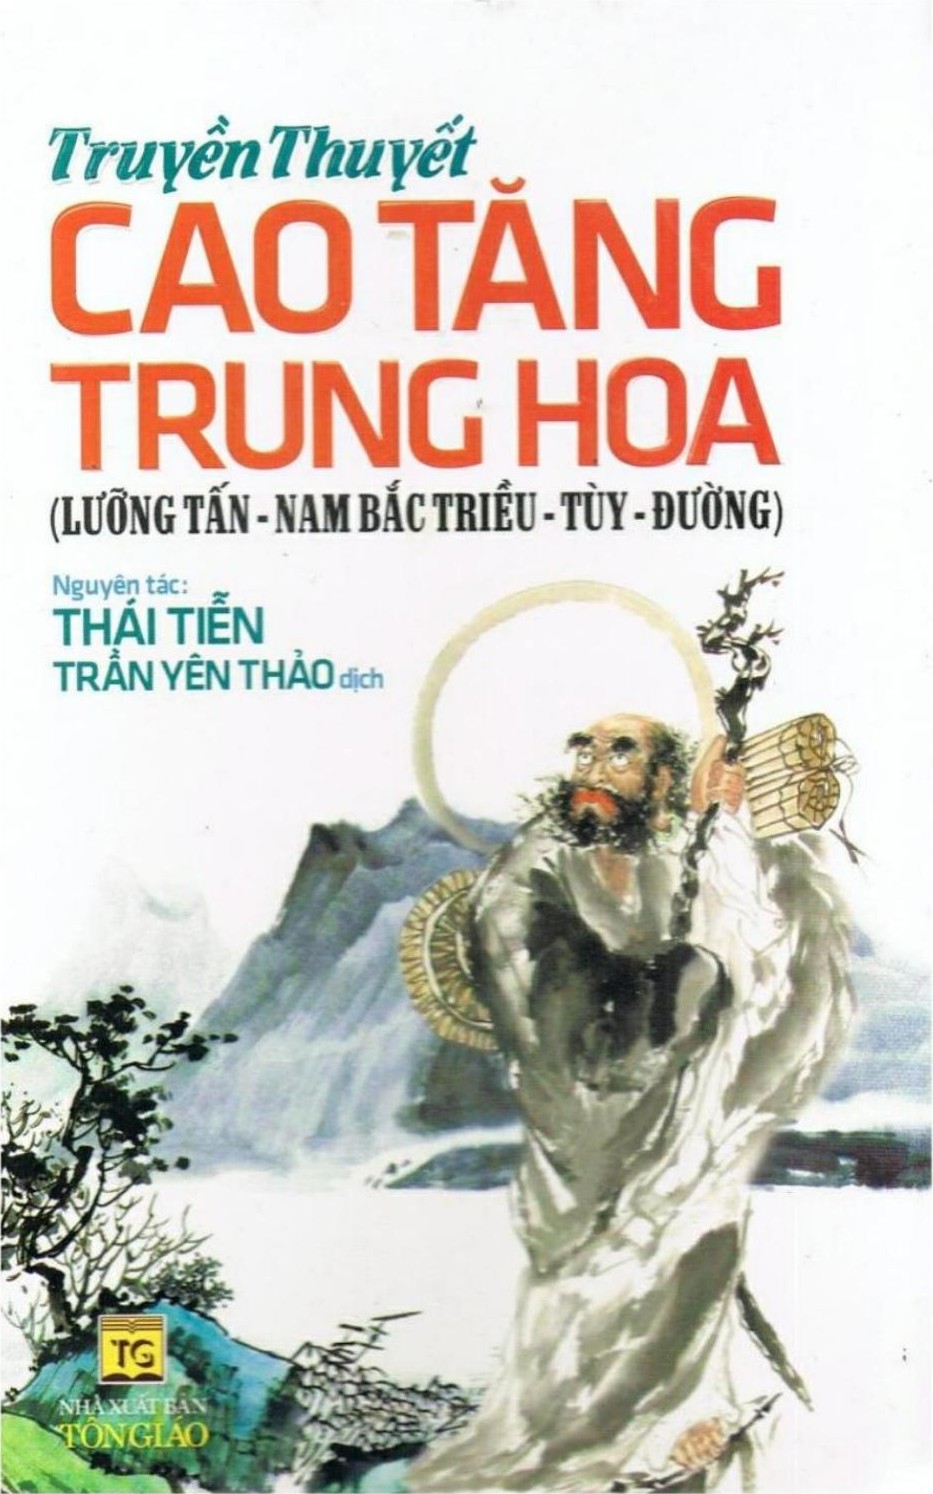 Truyền Thuyết
CAO TĂNG
TRUNG HOA
(LƯỠNG TẤN - NAM BẮC TRIỀU - TÙY - ĐƯỜNG)
Nguyên tác:
THÁI TIỄN
TRẦN YÊN THẢO dịch
TG
NHÀ XUẤT BẢN
TÔN GIÁO